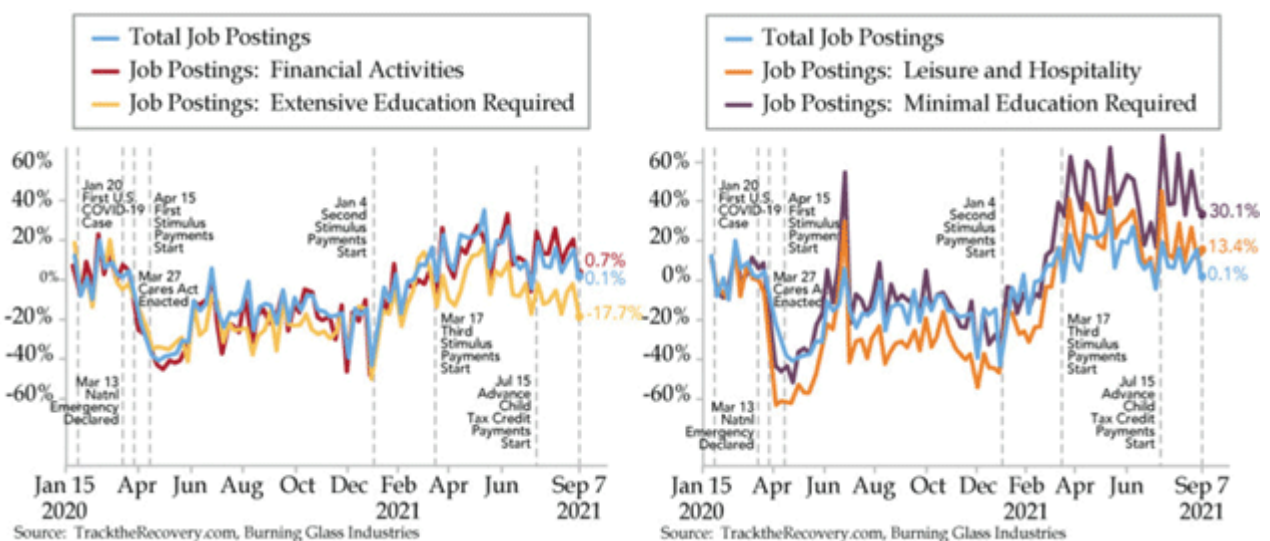 Total Job Postings
Job Postings: Financial Activities
Job Postings: Extensive Education Required
60%
40%
20%
0%
-20%
-40%
-60%
Jan 20
First U.S.
COVID-19
Case
Apr 15
First
Stimulus
Payments
Start
Mar 27
Cares A
Enacted
Mar 13
Natnl
Emergency
Declared
Jan 4
Second
Stimulus
Payments
Start
Mar 17
Third
Stimulus
Payments
Start
Jul 15
Advance
Child
Tax Credit
Payments
Start
0.7%
0.1%
-17.7%
Jan 15
2020
Apr
Jun
Aug
Oct
Dec
Feb
2021
Apr
Jun
Sep 7
2021
Source: TracktheRecovery.com, Burning Glass Industries
Total Job Postings
Job Postings: Leisure and Hospitality
Job Postings: Minimal Education Required
60%
40%
20%
0%
-20%
-40%
-60%
Jan 20
First U.S.
COVID-19
Case
Apr 15
First
Stimulus
Payments
Start
Mar 27
Cares A
Enacted
Mar 13
Natnl
Emergency
Declared
Jan 4
Second
Stimulus
Payments
Start
Mar 17
Third
Stimulus
Payments
Start
Jul 15
Advance
Child
Tax Credit
Payments
Start
30.1%
13.4%
0.1%
Jan 15
2020
Apr
Jun
Aug
Oct
Dec
Feb
2021
Apr
Jun
Sep 7
2021
Source: TracktheRecovery.com, Burning Glass Industries